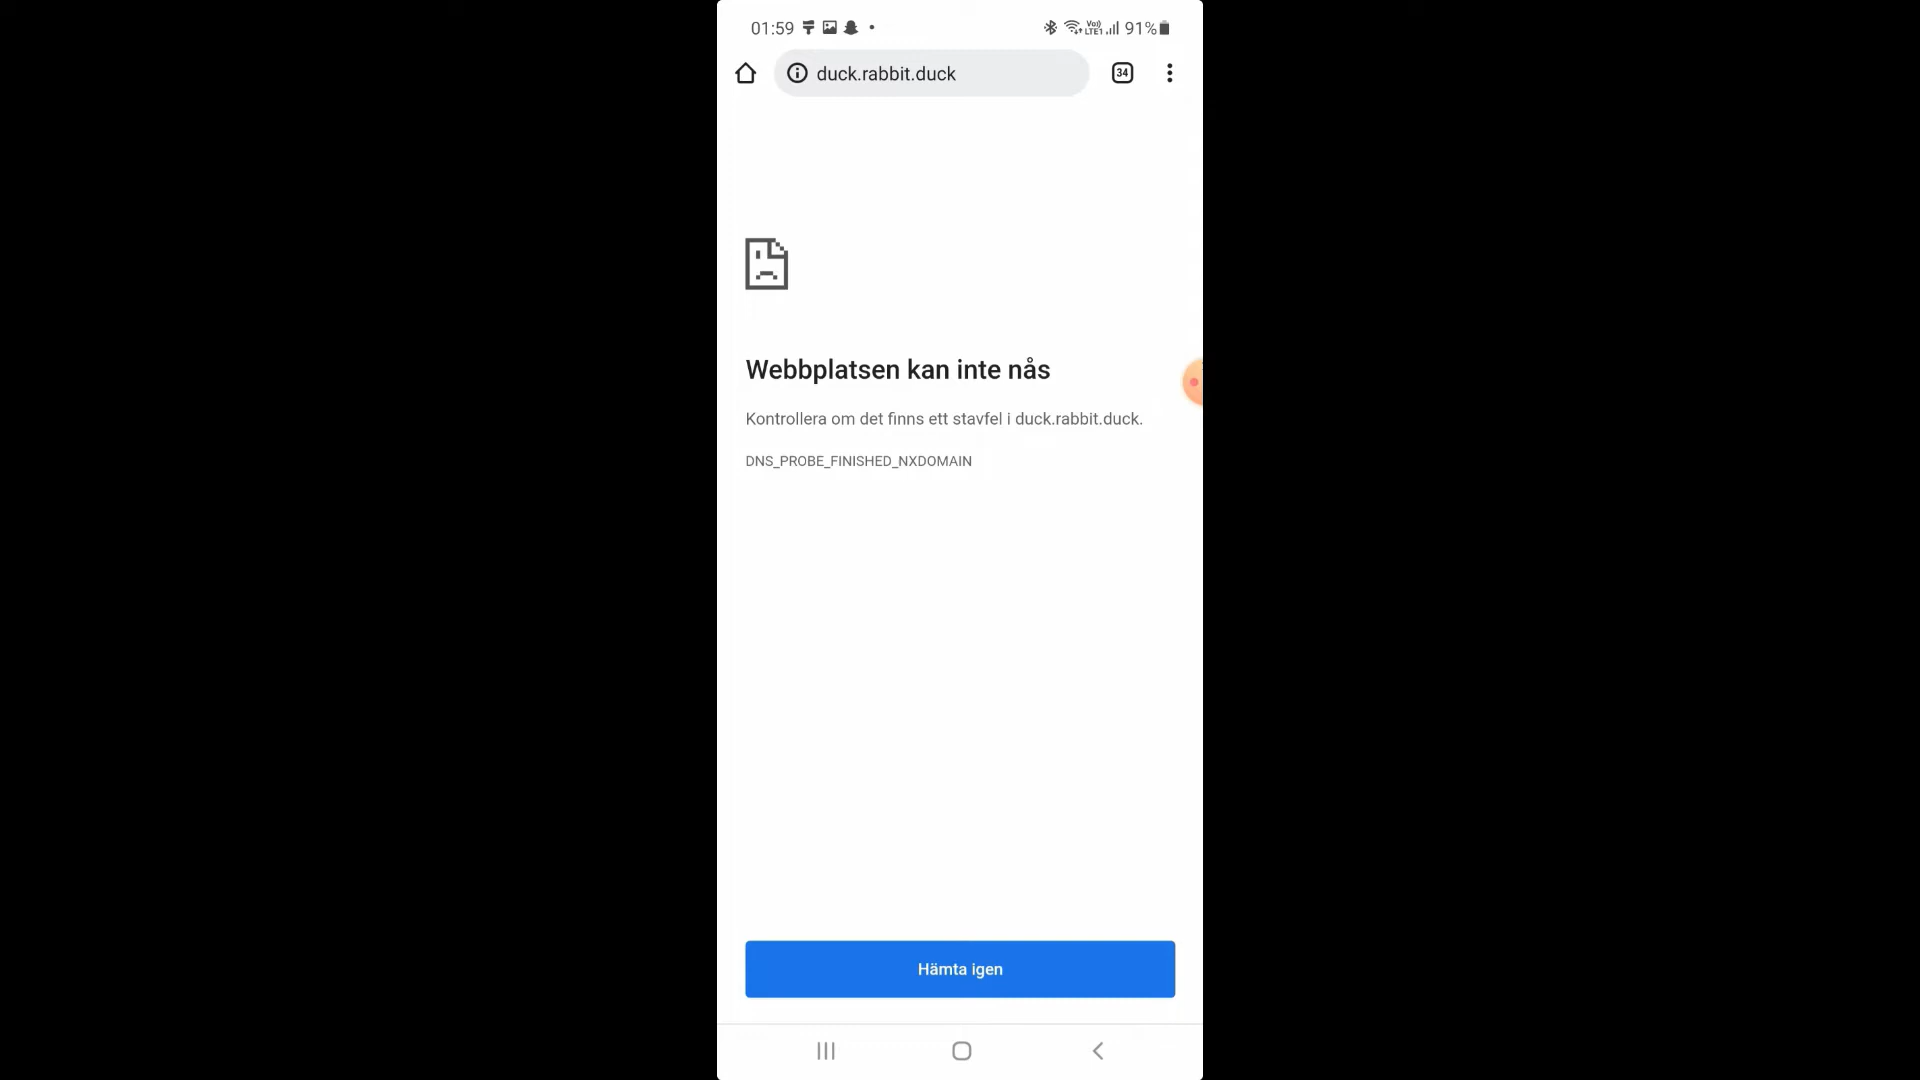 01:59 91%
duck.rabbit.duck 34
Webbplatsen kan inte nås
Kontrollera om det finns ett stavfel i duck.rabbit.duck.
DNS_PROBE_FINISHED_NXDOMAIN
Hämta igen